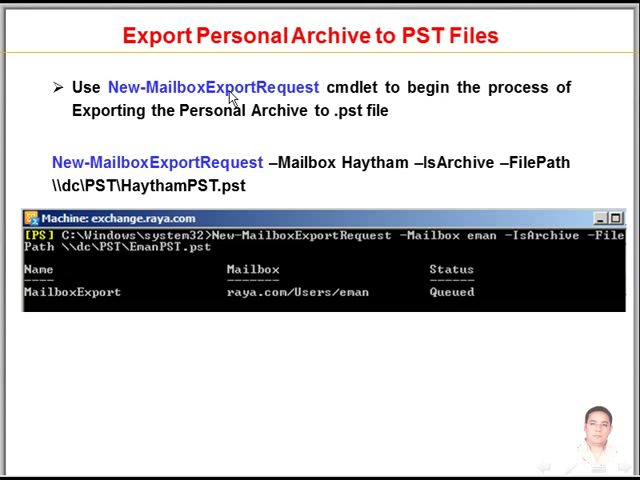 Export Personal Archive to PST Files
➢ Use New-MailboxExportRequest cmdlet to begin the process of
Exporting the Personal Archive to .pst file
New-MailboxExportRequest –Mailbox Haytham –IsArchive –FilePath
\\dc\PST\HaythamPST.pst
Machine: exchange.raya.com
[PS] C:\Windows\system32>New-MailboxExportRequest -Mailbox eman -IsArchive -File
Path \\dc\PST\EmanPST.pst
Name Mailbox Status
---- ------- ------
MailboxExport raya.com/Users/eman Queued